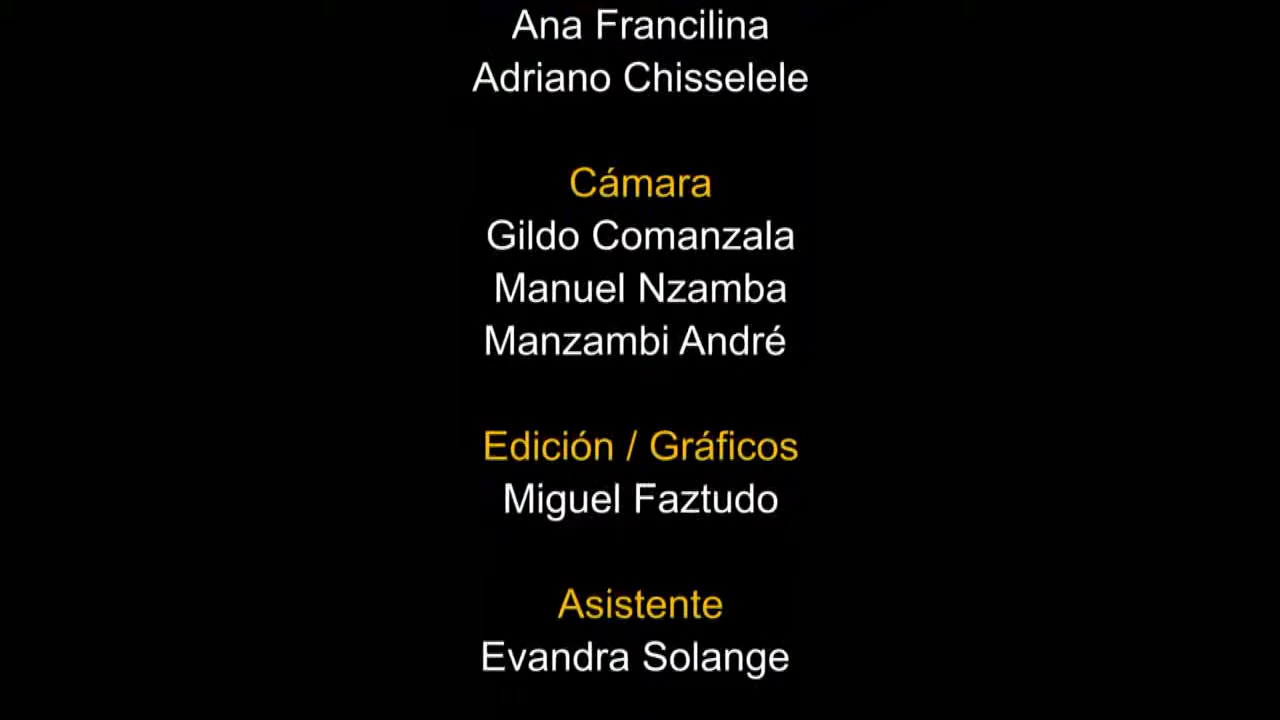 Ana Francilina
Adriano Chisselele
Cámara
Gildo Comanzala
Manuel Nzamba
Manzambi André
Edición / Gráficos
Miguel Faztudo
Asistente
Evandra Solange